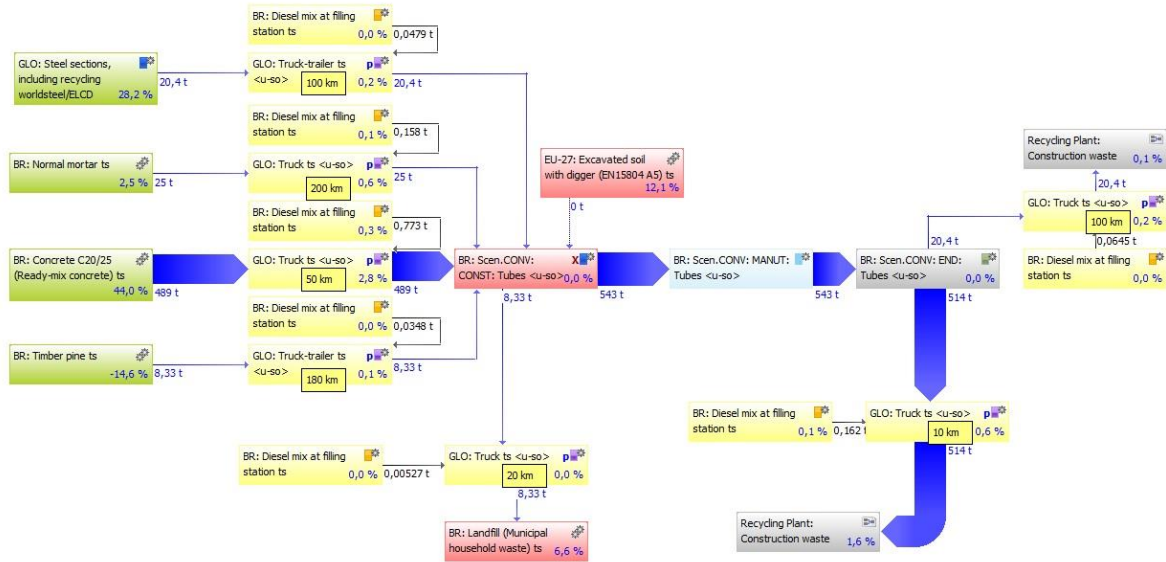 BR: Diesel mix at filling
station ts
0,0 %
0,0479 t
GLO: Steel sections,
including recycling
worldsteel/ELCD
28,2 %
20,4 t
GLO: Truck-trailer ts
<u-so>
p
100 km
0,2 %
20,4 t
BR: Diesel mix at filling
station ts
0,1 %
0,158 t
BR: Normal mortar ts
2,5 %
25 t
GLO: Truck ts <u-so>
p
200 km
0,6 %
25 t
EU-27: Excavated soil
with digger (EN15804 A5) ts
12,1 %
0 t
Recycling Plant:
Construction waste
0,1 %
20,4 t
GLO: Truck ts <u-so>
p
100 km
0,2 %
0,0645 t
BR: Diesel mix at filling
station ts
0,0 %
BR: Diesel mix at filling
station ts
0,3 %
0,773 t
BR: Concrete C20/25
(Ready-mix concrete) ts
44,0 %
489 t
GLO: Truck ts <u-so>
p
50 km
2,8 %
489 t
BR: Scen.CONV:
CONST: Tubes <u-so>
X
0,0 %
8,33 t
543 t
BR: Scen.CONV: MANUT:
Tubes <u-so>
543 t
BR: Scen.CONV: END:
Tubes <u-so>
0,0 %
20,4 t
514 t
BR: Diesel mix at filling
station ts
0,0 %
0,0348 t
BR: Timber pine ts
-14,6 %
8,33 t
GLO: Truck-trailer ts
<u-so>
p
180 km
0,1 %
8,33 t
BR: Diesel mix at filling
station ts
0,1 %
0,162 t
GLO: Truck ts <u-so>
p
10 km
0,6 %
514 t
BR: Diesel mix at filling
station ts
0,0 %
0,00527 t
GLO: Truck ts <u-so>
p
20 km
0,0 %
8,33 t
BR: Landfill (Municipal
household waste) ts
6,6 %
Recycling Plant:
Construction waste
1,6 %